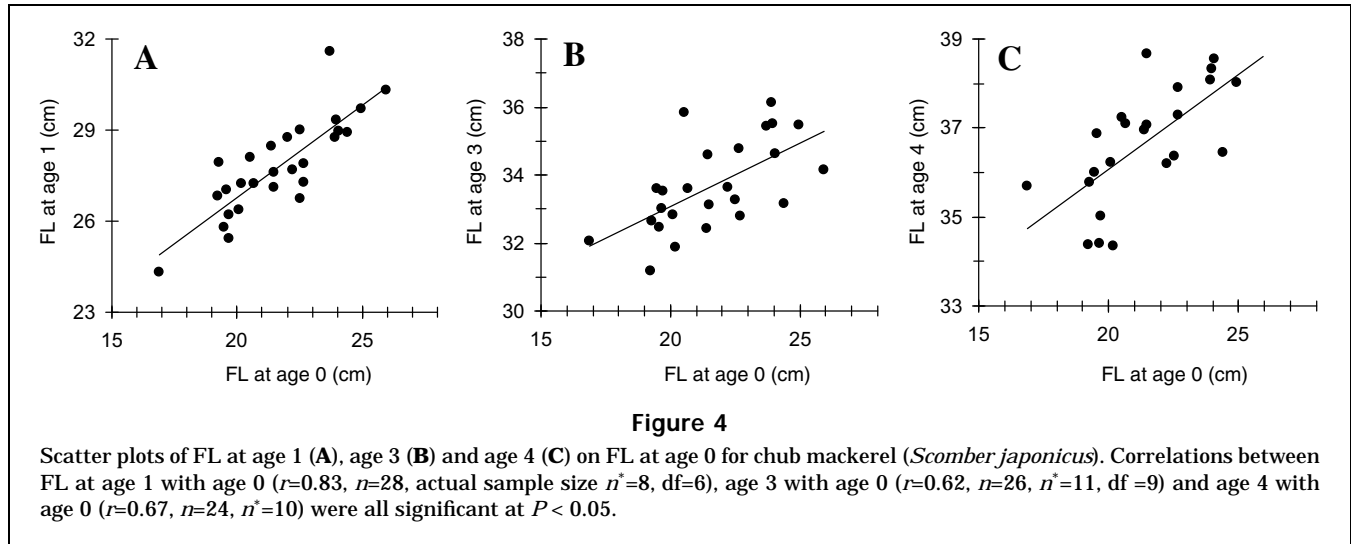 32
A
29
26
23
15
20
25
FL at age 1 (cm)
FL at age 0 (cm)
38
B
36
34
32
30
15
20
25
FL at age 3 (cm)
FL at age 0 (cm)
39
C
37
35
33
15
20
25
FL at age 4 (cm)
FL at age 0 (cm)
Figure 4
Scatter plots of FL at age 1 (A), age 3 (B) and age 4 (C) on FL at age 0 for chub mackerel (Scomber japonicus). Correlations between
FL at age 1 with age 0 (r=0.83, n=28, actual sample size n*=8, df=6), age 3 with age 0 (r=0.62, n=26, n*=11, df =9) and age 4 with
age 0 (r=0.67, n=24, n*=10) were all significant at P < 0.05.